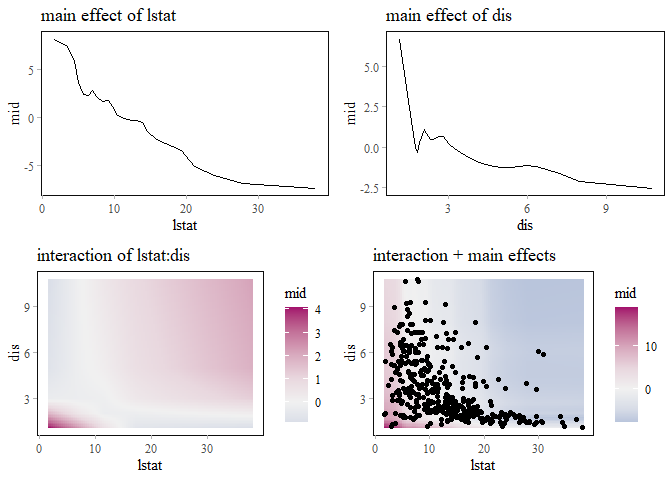 main effect of lstat
mid
5
0
-5
0
10
20
30
lstat
main effect of dis
mid
5.0
2.5
0.0
-2.5
3
6
9
dis
interaction of lstat:dis
dis
9
6
3
0
10
20
30
lstat
mid
4
3
2
1
0
interaction + main effects
dis
9
6
3
0
10
20
30
lstat
mid
10
0